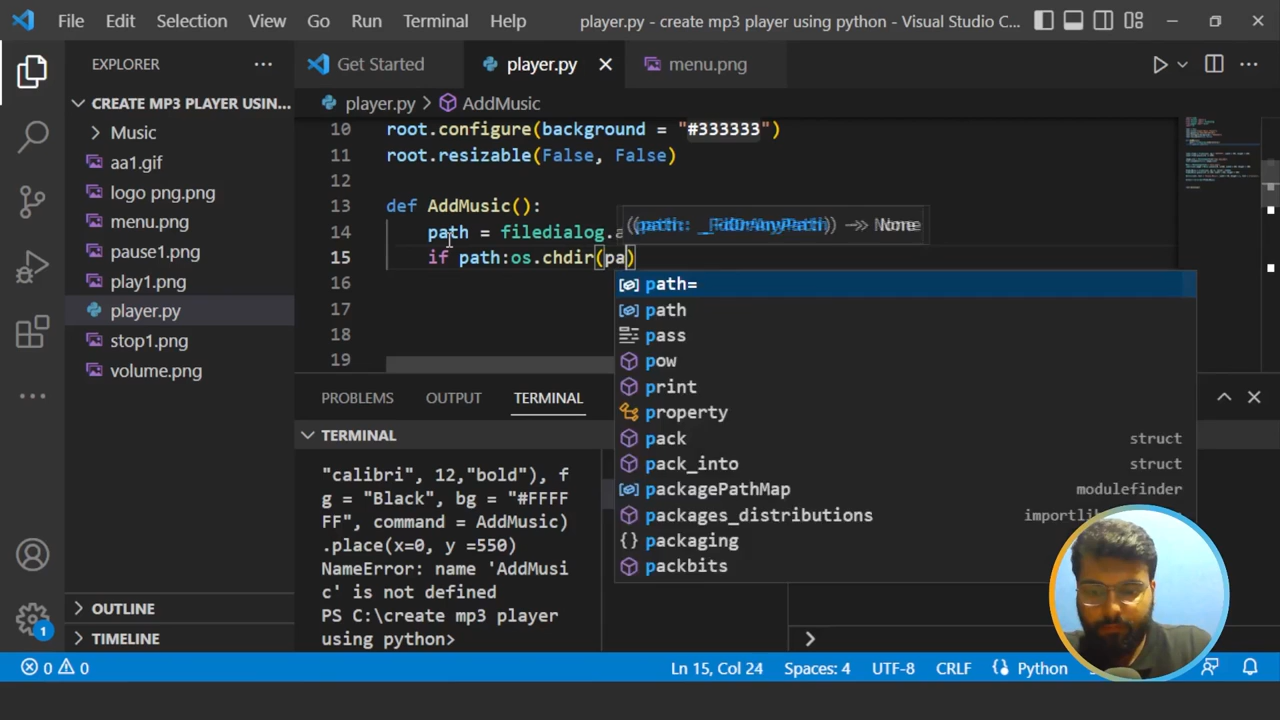 File Edit Selection View Go Run Terminal Help player.py - create mp3 player using python - Visual Studio C...
EXPLORER
Get Started
player.py
menu.png
CREATE MP3 PLAYER USIN...
Music
aa1.gif
logo png.png
menu.png
pause1.png
play1.png
player.py
stop1.png
volume.png
OUTLINE
TIMELINE
player.py > AddMusic
10 root.configure(background = "#333333")
11 root.resizable(False, False)
12
13 def AddMusic():
14 path = filedialog.a
((path: _FdOrAnyPath)) -> None
15 if path:os.chdir(pa)
16
17
18
19
path=
path
pass
pow
print
property
pack struct
pack_into struct
packagePathMap modulefinder
packages_distributions
packaging
packbits
PROBLEMS OUTPUT TERMINAL
TERMINAL
"calibri", 12,"bold"), f
g = "Black", bg = "#FFFF
FF", command = AddMusic)
.place(x=0, y =550)
NameError: name 'AddMusi
c' is not defined
PS C:\create mp3 player
using python>
1
0 0 Ln 15, Col 24 Spaces: 4 UTF-8 CRLF Python